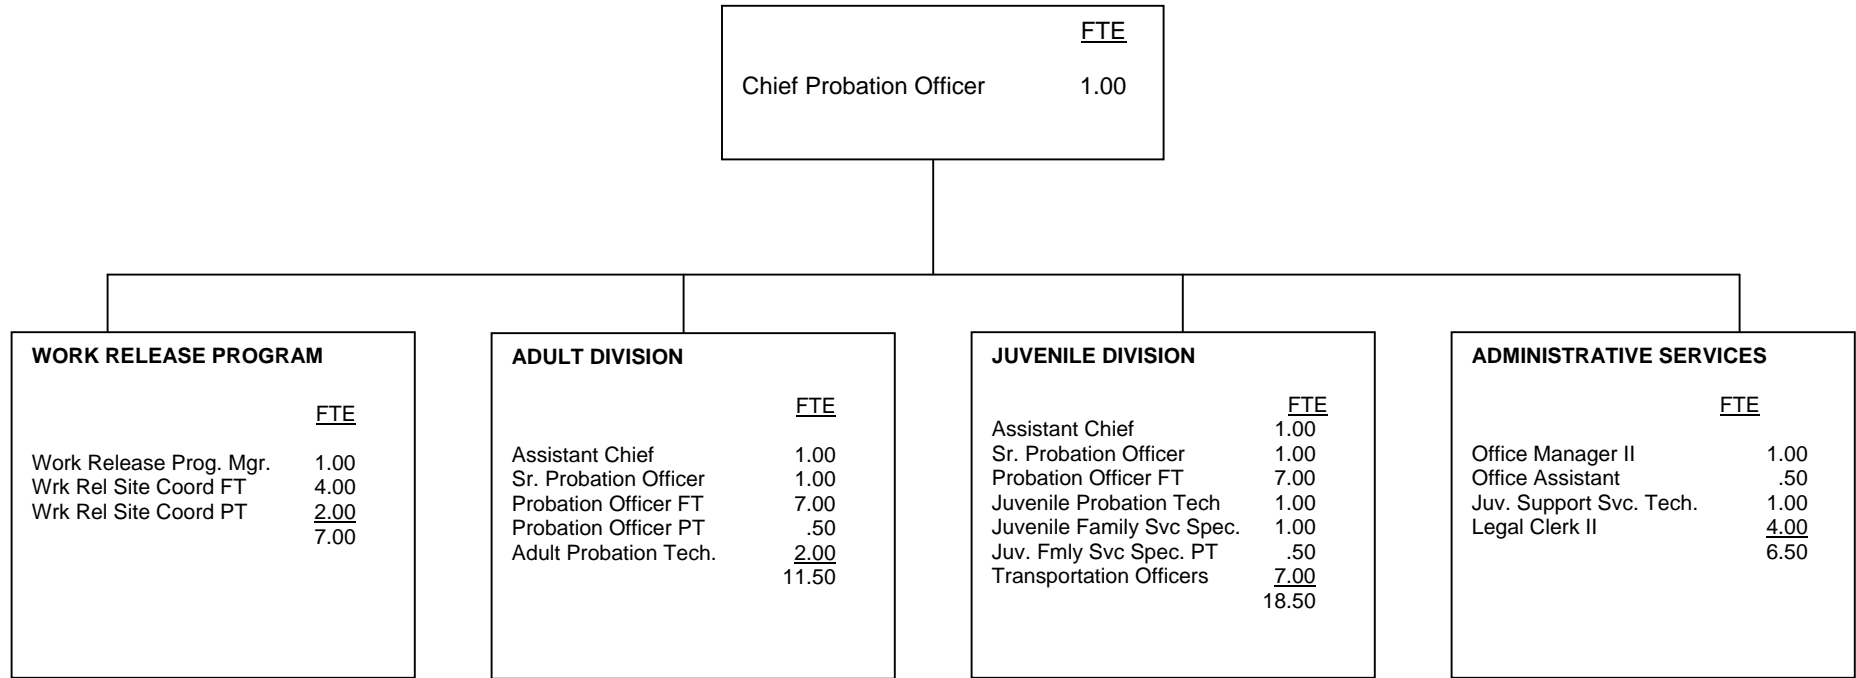 FTE
Chief Probation Officer 1.00
WORK RELEASE PROGRAM
FTE
Work Release Prog. Mgr. 1.00
Wrk Rel Site Coord FT 4.00
Wrk Rel Site Coord PT 2.00
7.00
ADULT DIVISION
FTE
Assistant Chief 1.00
Sr. Probation Officer 1.00
Probation Officer FT 7.00
Probation Officer PT .50
Adult Probation Tech. 2.00
11.50
JUVENILE DIVISION
FTE
Assistant Chief 1.00
Sr. Probation Officer 1.00
Probation Officer FT 7.00
Juvenile Probation Tech 1.00
Juvenile Family Svc Spec. 1.00
Juv. Fmly Svc Spec. PT .50
Transportation Officers 7.00
18.50
ADMINISTRATIVE SERVICES
FTE
Office Manager II 1.00
Office Assistant .50
Juv. Support Svc. Tech. 1.00
Legal Clerk II 4.00
6.50